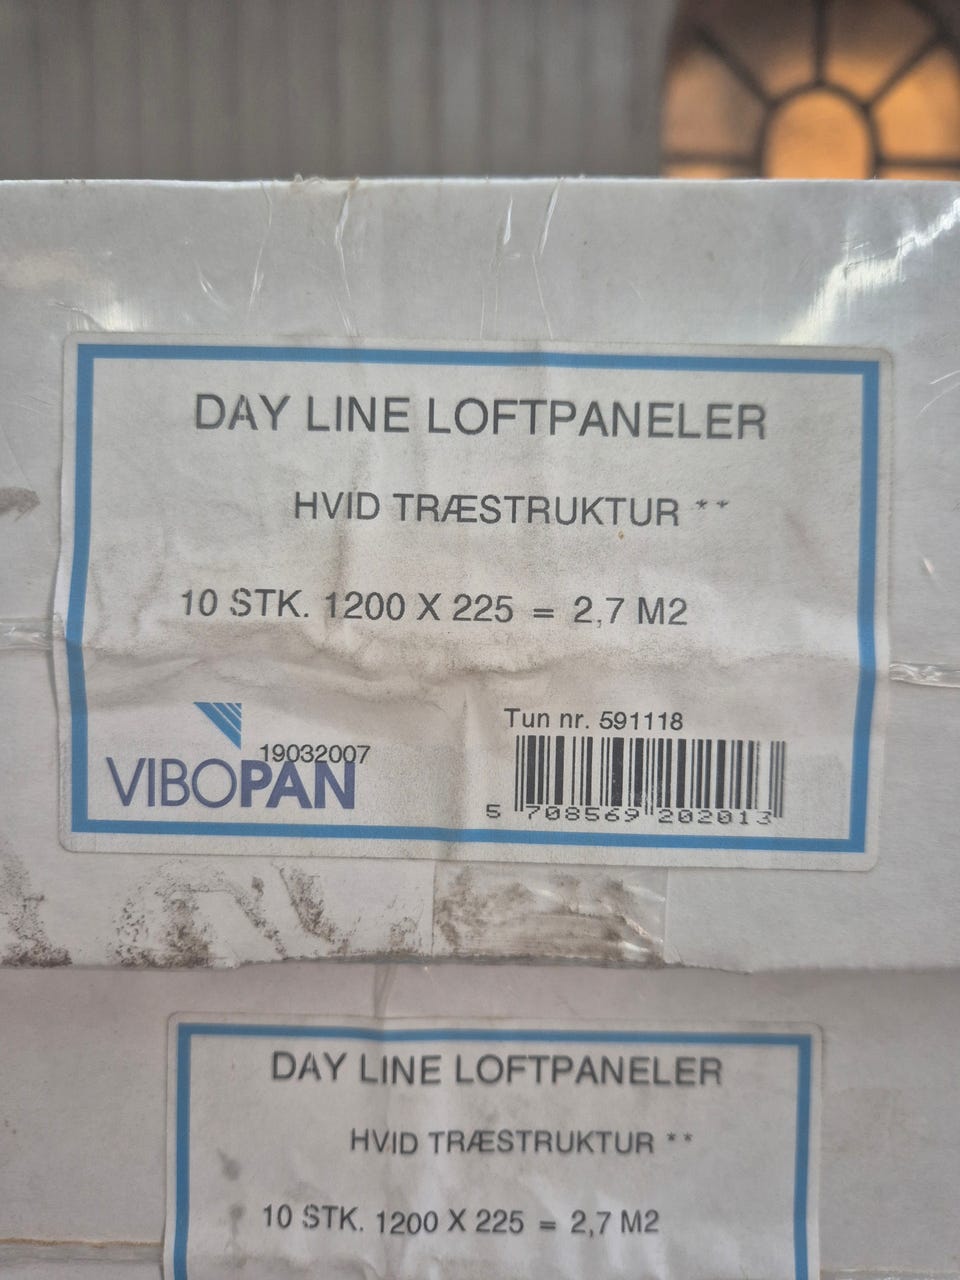 DAY LINE LOFTPANELER
HVID TRÆSTRUKTUR **
10 STK. 1200 X 225 = 2,7 M2
Tun nr. 591118
19032007
VIBOPAN
5 708569 202013
DAY LINE LOFTPANELER
HVID TRÆSTRUKTUR **
10 STK. 1200 X 225 = 2,7 M2